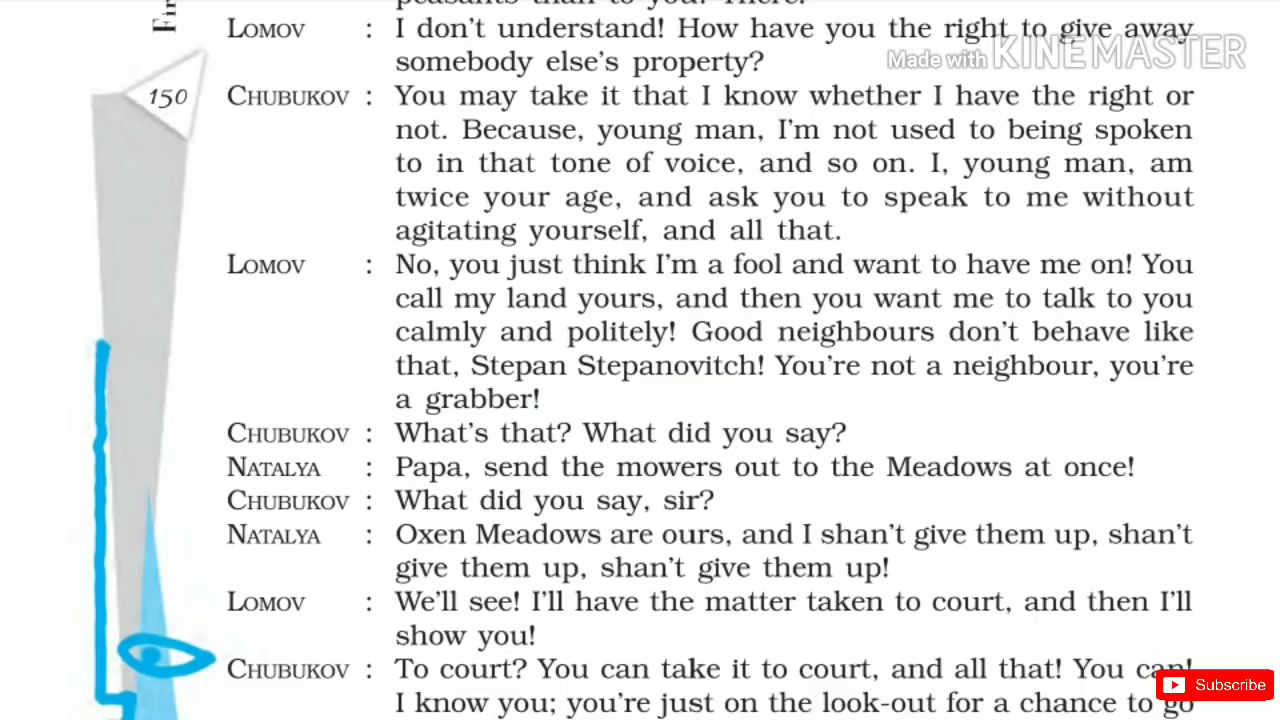 peasants than to you! There!
Fir
LOMOV : I don't understand! How have you the right to give away
somebody else's property?
Made with KINEMASTER
150
CHUBUKOV : You may take it that I know whether I have the right or
not. Because, young man, I'm not used to being spoken
to in that tone of voice, and so on. I, young man, am
twice your age, and ask you to speak to me without
agitating yourself, and all that.
LOMOV : No, you just think I'm a fool and want to have me on! You
call my land yours, and then you want me to talk to you
calmly and politely! Good neighbours don't behave like
that, Stepan Stepanovitch! You're not a neighbour, you're
a grabber!
CHUBUKOV : What's that? What did you say?
NATALYA : Papa, send the mowers out to the Meadows at once!
CHUBUKOV : What did you say, sir?
NATALYA : Oxen Meadows are ours, and I shan't give them up, shan't
give them up, shan't give them up!
LOMOV : We'll see! I'll have the matter taken to court, and then I'll
show you!
CHUBUKOV : To court? You can take it to court, and all that! You can!
I know you; you're just on the look-out for a chance to go
Subscribe